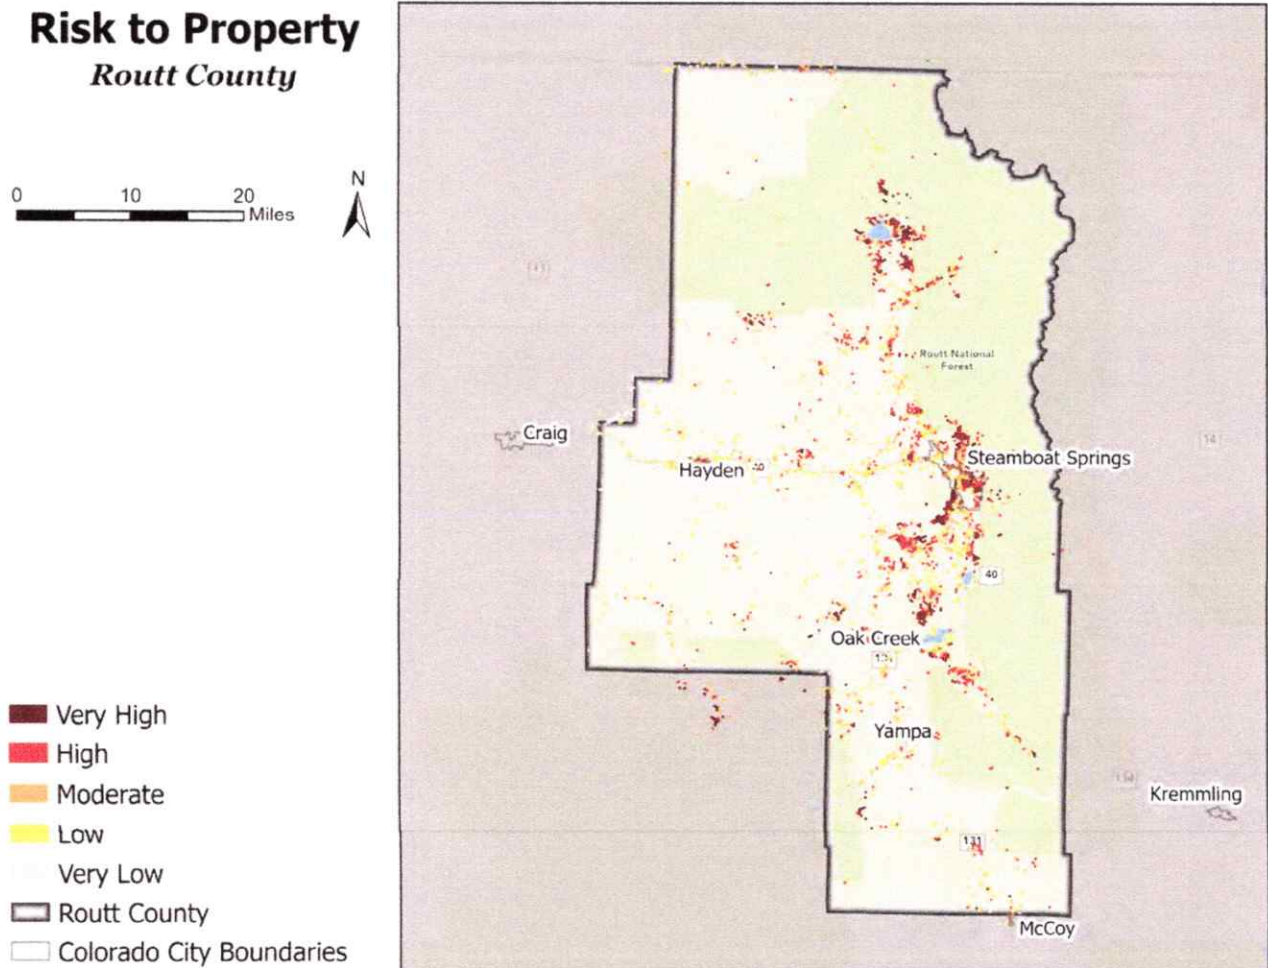 Risk to Property
Routt County
0 10 20
Miles
N
Routt National
Forest
Craig
Hayden
Steamboat Springs
14
40
Oak Creek
Yampa
Kremmling
131
McCoy
Very High
High
Moderate
Low
Very Low
Routt County
Colorado City Boundaries